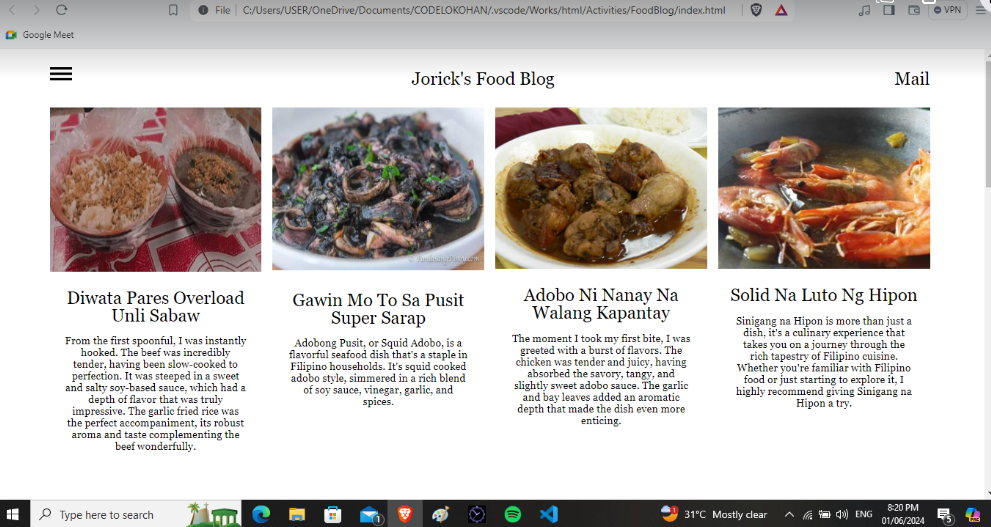 File
C:/Users/USER/OneDrive/Documents/CODELOKOHAN/.vscode/Works/html/Activities/FoodBlog/index.html
VPN
Google Meet
Jorick's Food Blog
Mail
Diwata Pares Overload
Unli Sabaw
From the first spoonful, I was instantly
hooked. The beef was incredibly
tender, having been slow-cooked to
perfection. It was steeped in a sweet
and salty soy-based sauce, which had a
depth of flavor that was truly
impressive. The garlic fried rice was
the perfect accompaniment, its robust
aroma and taste complementing the
beef wonderfully.
Gawin Mo To Sa Pusit
Super Sarap
Adobong Pusit, or Squid Adobo, is a
flavorful seafood dish that's a staple in
Filipino households. It's squid cooked
adobo style, simmered in a rich blend
of soy sauce, vinegar, garlic, and
spices.
Adobo Ni Nanay Na
Walang Kapantay
The moment I took my first bite, I was
greeted with a burst of flavors. The
chicken was tender and juicy, having
absorbed the savory, tangy, and
slightly sweet adobo sauce. The garlic
and bay leaves added an aromatic
depth that made the dish even more
enticing.
Solid Na Luto Ng Hipon
Sinigang na Hipon is more than just a
dish, it's a culinary experience that
takes you on a journey through the
rich tapestry of Filipino cuisine.
Whether you're familiar with Filipino
food or just starting to explore it, I
highly recommend giving Sinigang na
Hipon a try.
Type here to search
1
31°C Mostly clear
ENG
8:20 PM
01/06/2024
5